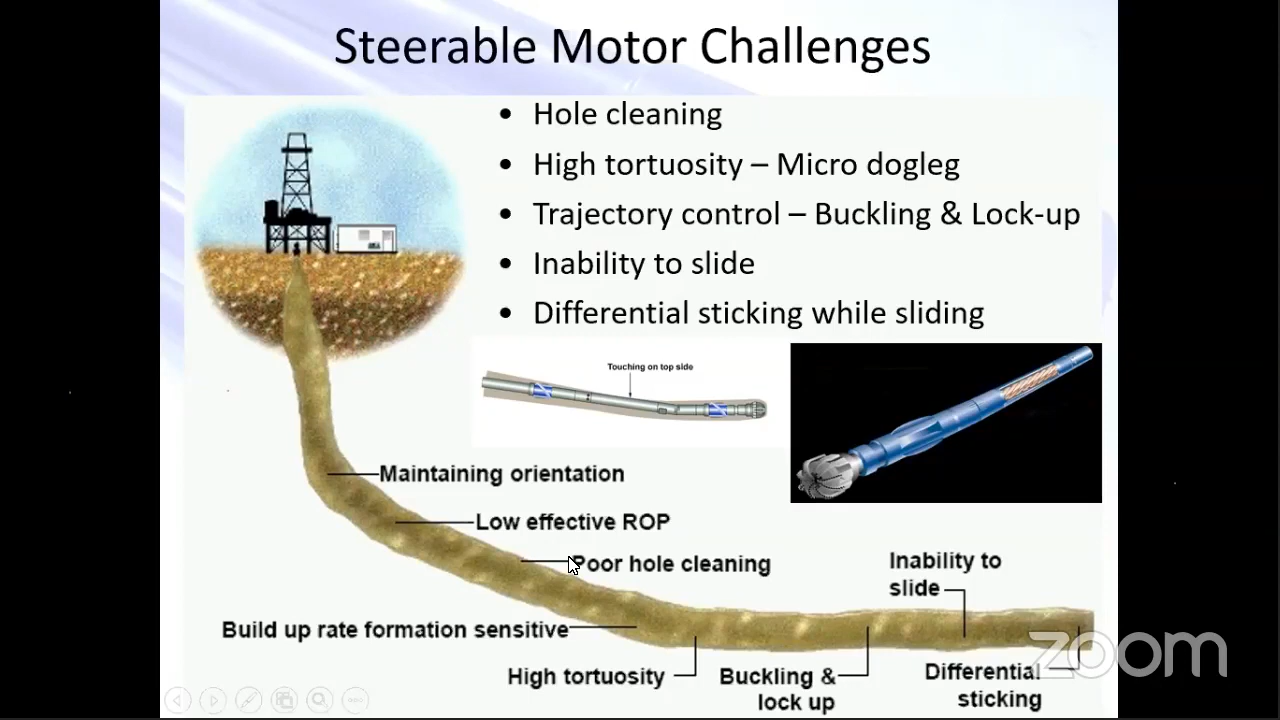 Steerable Motor Challenges
• Hole cleaning
• High tortuosity – Micro dogleg
• Trajectory control – Buckling & Lock-up
• Inability to slide
• Differential sticking while sliding
Touching on top side
Maintaining orientation
Low effective ROP
Poor hole cleaning
Inability to
slide
Build up rate formation sensitive
High tortuosity
Buckling &
lock up
Differential
sticking
zoom